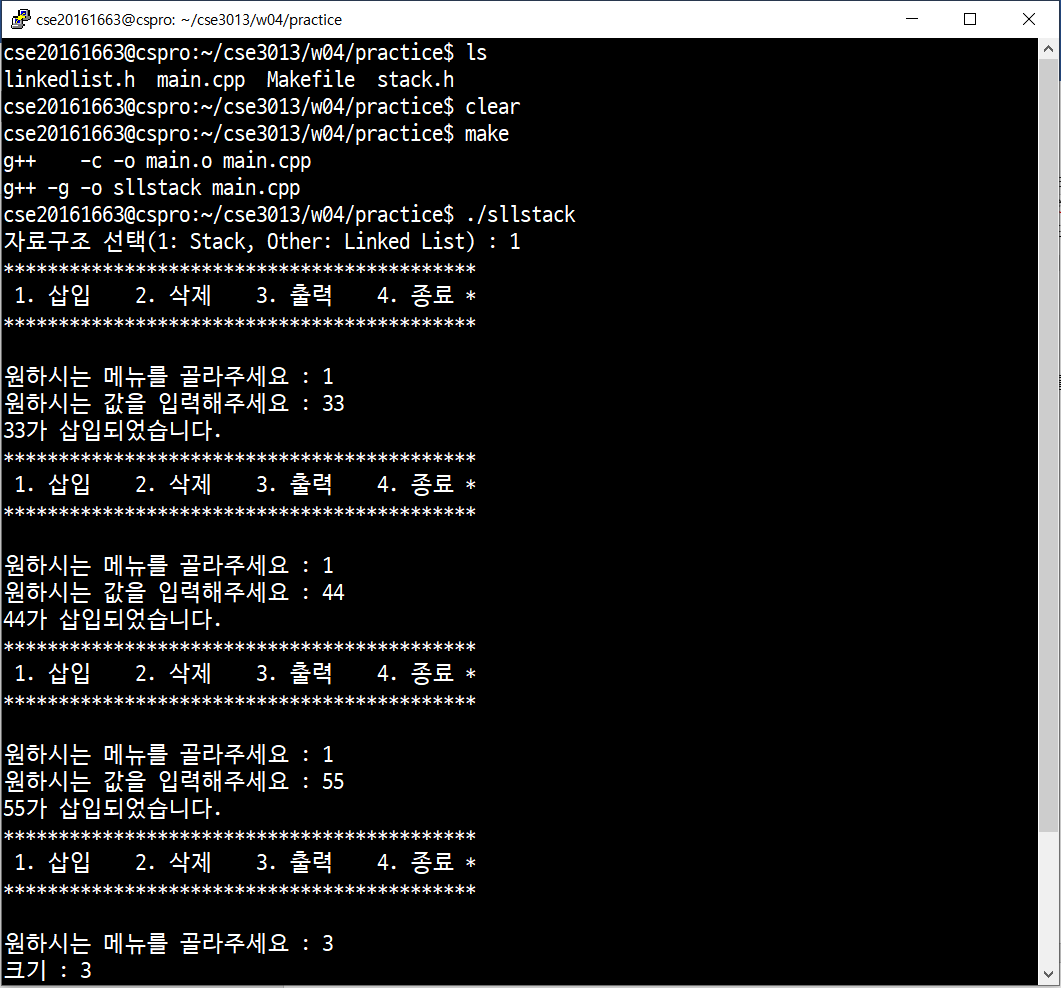 cse20161663@cspro: ~/cse3013/w04/practice
cse20161663@cspro:~/cse3013/w04/practice$ ls
linkedlist.h  main.cpp  Makefile  stack.h
cse20161663@cspro:~/cse3013/w04/practice$ clear
cse20161663@cspro:~/cse3013/w04/practice$ make
g++    -c -o main.o main.cpp
g++ -g -o sllstack main.cpp
cse20161663@cspro:~/cse3013/w04/practice$ ./sllstack
자료구조 선택(1: Stack, Other: Linked List) : 1
*******************************************
 1. 삽입    2. 삭제    3. 출력    4. 종료 *
*******************************************
원하시는 메뉴를 골라주세요 : 1
원하시는 값을 입력해주세요 : 33
33가 삽입되었습니다.
*******************************************
 1. 삽입    2. 삭제    3. 출력    4. 종료 *
*******************************************
원하시는 메뉴를 골라주세요 : 1
원하시는 값을 입력해주세요 : 44
44가 삽입되었습니다.
*******************************************
 1. 삽입    2. 삭제    3. 출력    4. 종료 *
*******************************************
원하시는 메뉴를 골라주세요 : 1
원하시는 값을 입력해주세요 : 55
55가 삽입되었습니다.
*******************************************
 1. 삽입    2. 삭제    3. 출력    4. 종료 *
*******************************************
원하시는 메뉴를 골라주세요 : 3
크기 : 3